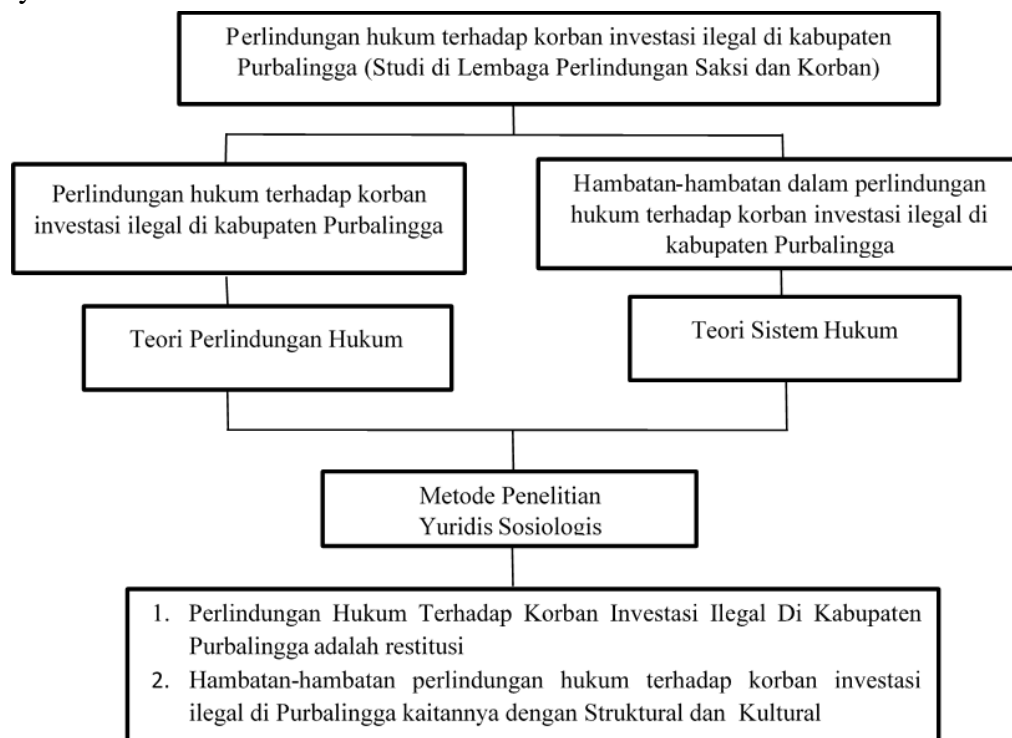 Perlindungan hukum terhadap korban investasi ilegal di kabupaten
Purbalingga (Studi di Lembaga Perlindungan Saksi dan Korban)
Perlindungan hukum terhadap korban
investasi ilegal di kabupaten Purbalingga
Hambatan-hambatan dalam perlindungan
hukum terhadap korban investasi ilegal di
kabupaten Purbalingga
Teori Perlindungan Hukum
Teori Sistem Hukum
Metode Penelitian
Yuridis Sosiologis
1. Perlindungan Hukum Terhadap Korban Investasi Ilegal Di Kabupaten
Purbalingga adalah restitusi
2. Hambatan-hambatan perlindungan hukum terhadap korban investasi
ilegal di Purbalingga kaitannya dengan Struktural dan Kultural